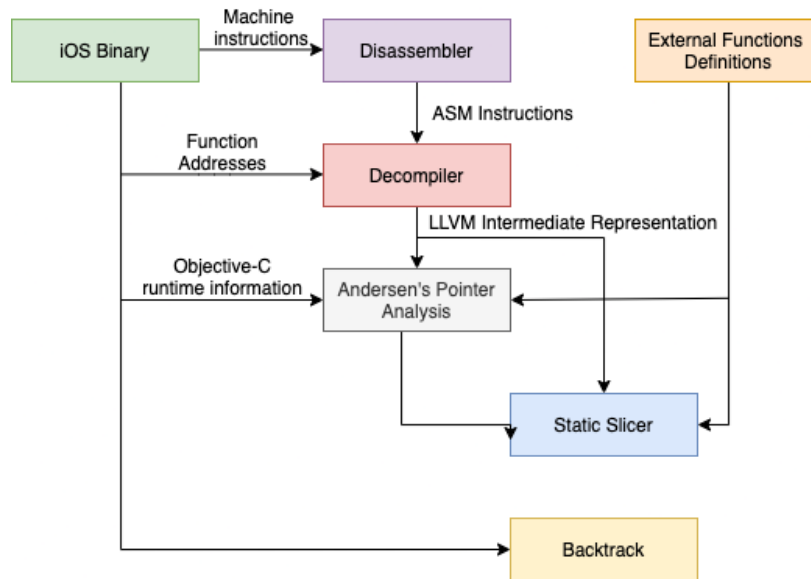 iOS Binary
Machine
instructions
Disassembler
External Functions
Definitions
ASM Instructions
Function
Addresses
Decompiler
LLVM Intermediate Representation
Objective-C
runtime information
Andersen's Pointer
Analysis
Static Slicer
Backtrack